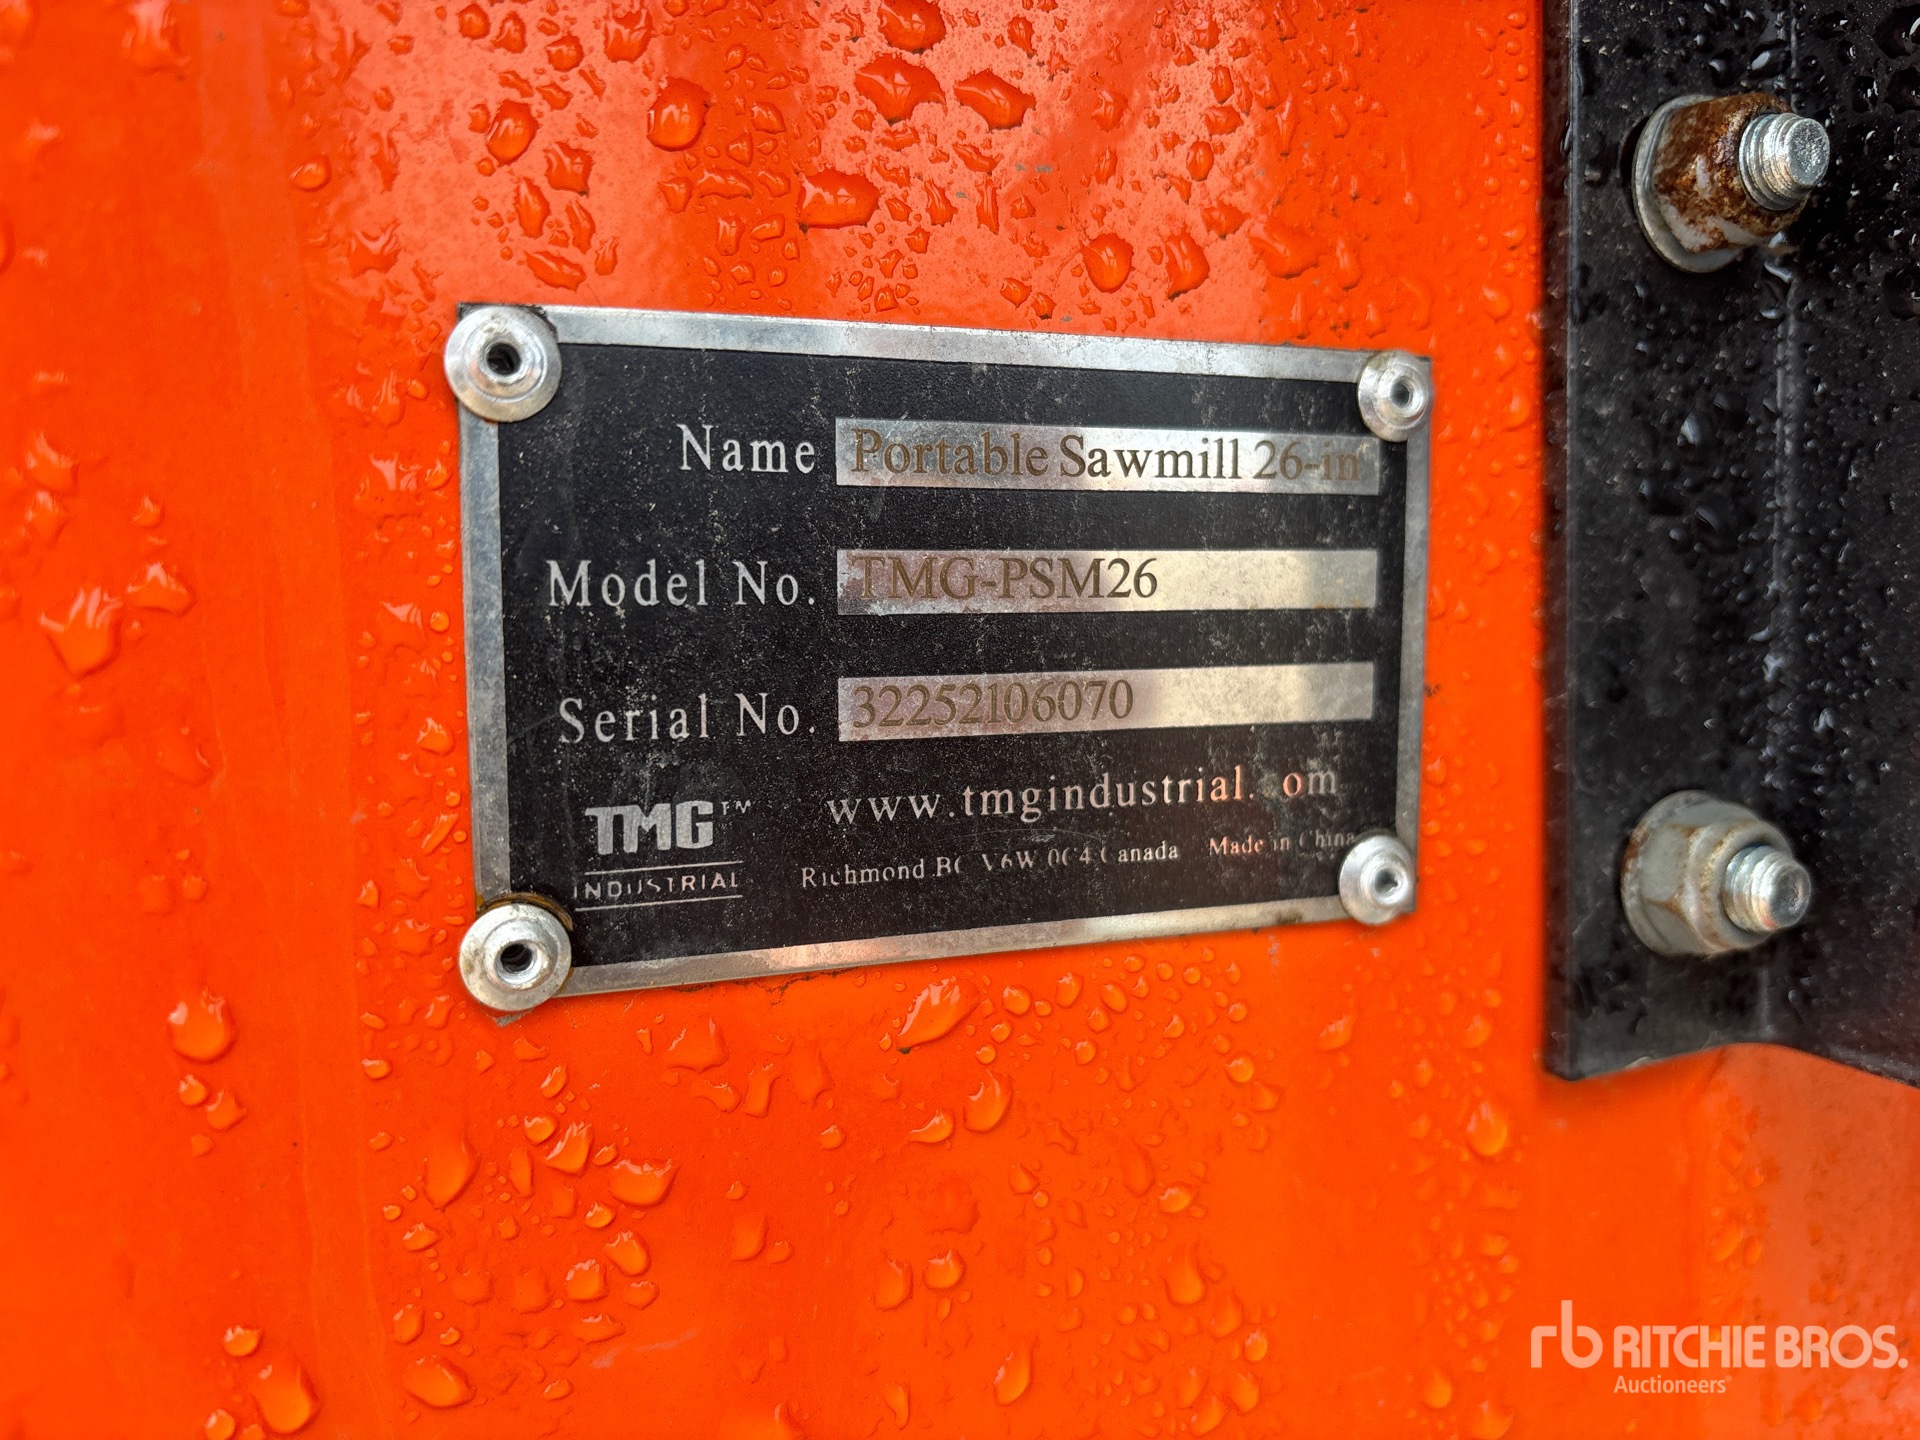 Name Portable Sawmill 26-in
Model No. TMG-PSM26
Serial No. 32252106070
TMG™
INDUSTRIAL
www.tmgindustrial. om
Richmond BC V6W 0C4 Canada Made in China
rb RITCHIE BROS.
Auctioneers